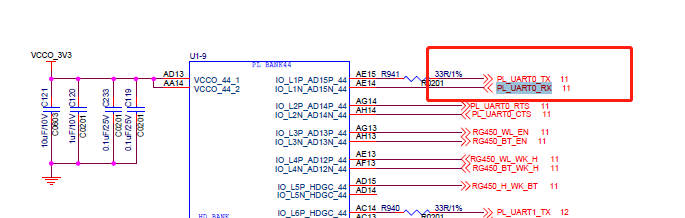 VCCO_3V3
U1-9
PL BANK44
AD13
AA14
VCCO_44_1
VCCO_44_2
IO_L1P_AD15P_44
IO_L1N_AD15N_44
AE15
AE14
R941
33R/1%
R0201
PL_UART0_TX 11
PL_UART0_RX 11
IO_L2P_AD14P_44
IO_L2N_AD14N_44
AG14
AH14
PL_UART0_RTS 11
PL_UART0_CTS 11
IO_L3P_AD13P_44
IO_L3N_AD13N_44
AG13
AH13
RG450_WL_EN 11
RG450_BT_EN 11
IO_L4P_AD12P_44
IO_L4N_AD12N_44
AE13
AF13
RG450_WL_WK_H 11
RG450_BT_WK_H 11
IO_L5P_HDGC_44
IO_L5N_HDGC_44
AD15
AD14
RG450_H_WK_BT 11
IO_L6P_HDGC_44
AC14
AC13
R940
33R/1%
R0201
PL_UART1_TX 12
HD BANK
10uF/10V C121
C0603
1uF/10V C120
C0201
0.1uF/25V C233
C0201
0.1uF/25V C119
C0201